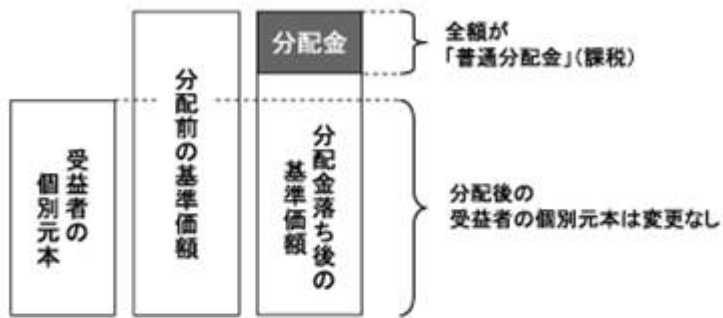 受益者の
個別元本
分配前の基準価額
分配金
分配金落ち後の
基準価額
全額が
「普通分配金」(課税)
分配後の
受益者の個別元本は変更なし